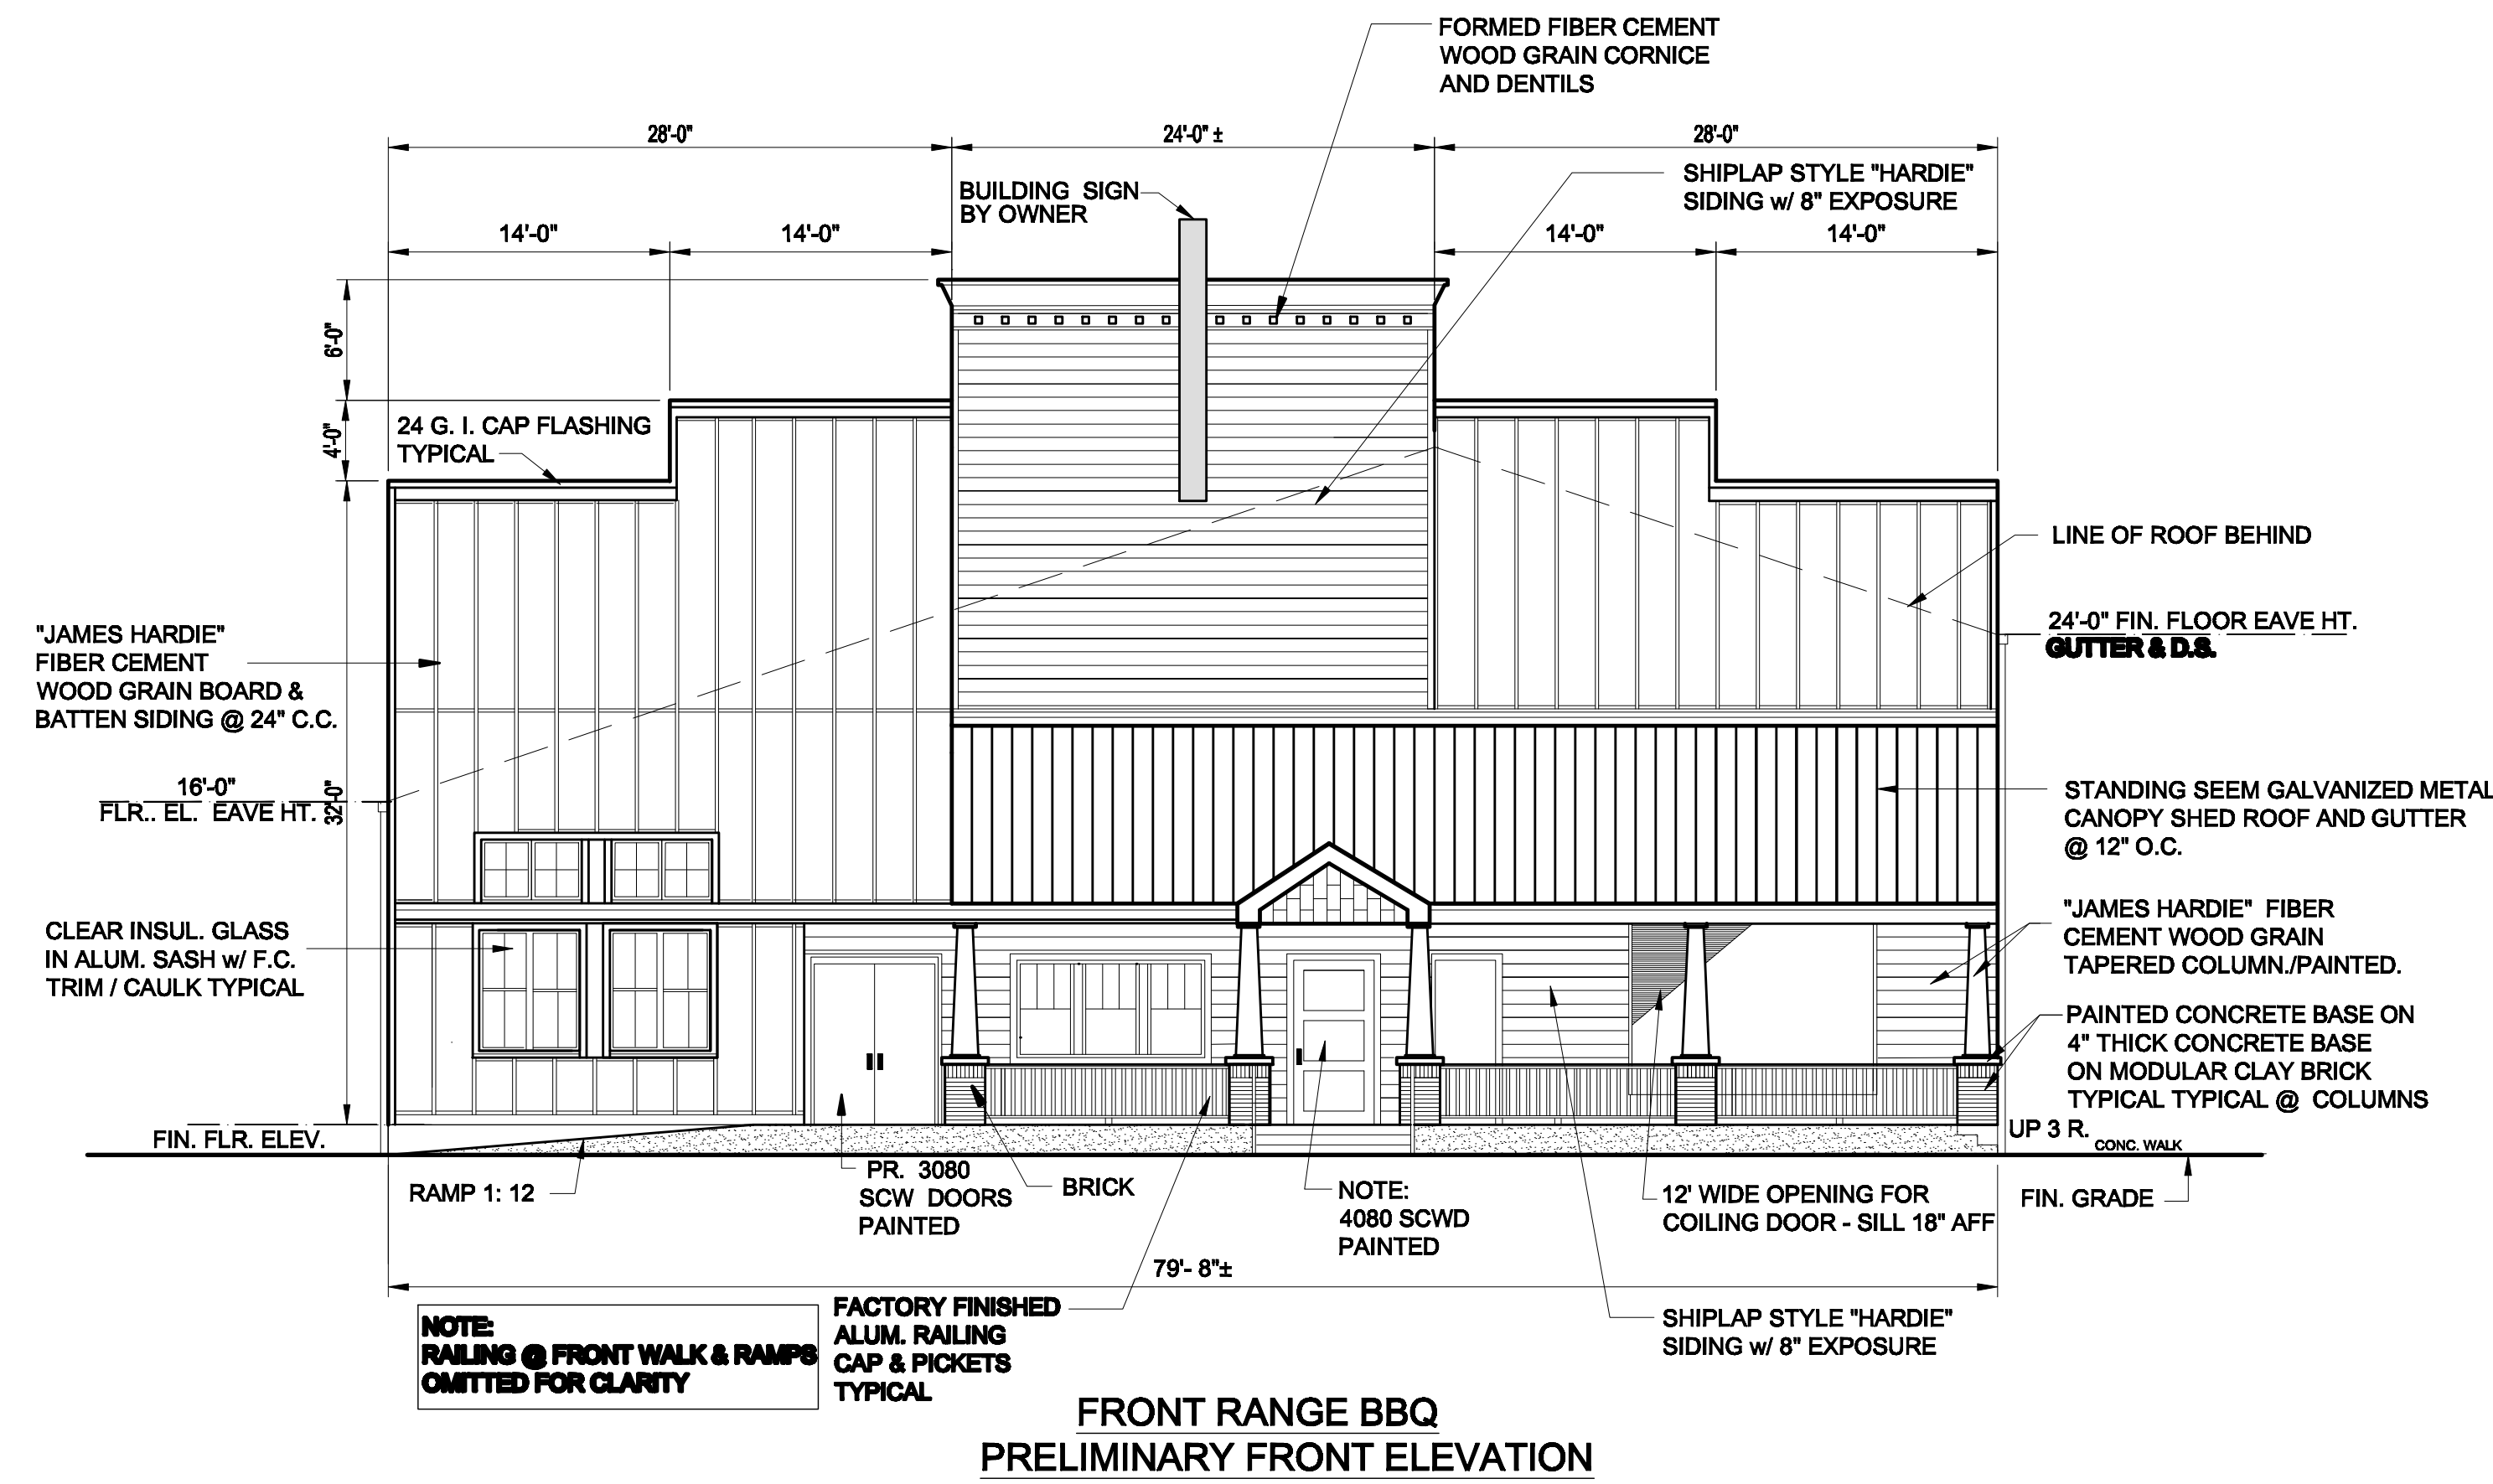 FORMED FIBER CEMENT
WOOD GRAIN CORNICE
AND DENTILS
28'-0"
24'-0" ±
28'-0"
BUILDING SIGN
BY OWNER
SHIPLAP STYLE "HARDIE"
SIDING w/ 8" EXPOSURE
14'-0"
14'-0"
14'-0"
14'-0"
6'-0"
4'-0"
24 G. I. CAP FLASHING
TYPICAL
LINE OF ROOF BEHIND
24'-0" FIN. FLOOR EAVE HT.
GUTTER & D.S.
"JAMES HARDIE"
FIBER CEMENT
WOOD GRAIN BOARD &
BATTEN SIDING @ 24" C.C.
16'-0"
FLR.. EL. EAVE HT.
32'-0"
STANDING SEEM GALVANIZED METAL
CANOPY SHED ROOF AND GUTTER
@ 12" O.C.
CLEAR INSUL. GLASS
IN ALUM. SASH w/ F.C.
TRIM / CAULK TYPICAL
"JAMES HARDIE" FIBER
CEMENT WOOD GRAIN
TAPERED COLUMN./PAINTED.
PAINTED CONCRETE BASE ON
4" THICK CONCRETE BASE
ON MODULAR CLAY BRICK
TYPICAL TYPICAL @ COLUMNS
FIN. FLR. ELEV.
UP 3 R.
CONC. WALK
RAMP 1: 12
PR. 3080
SCW DOORS
PAINTED
BRICK
NOTE:
4080 SCWD
PAINTED
12' WIDE OPENING FOR
COILING DOOR - SILL 18" AFF
FIN. GRADE
79'- 8"±
NOTE:
RAILING @ FRONT WALK & RAMPS
OMITTED FOR CLARITY
FACTORY FINISHED
ALUM. RAILING
CAP & PICKETS
TYPICAL
SHIPLAP STYLE "HARDIE"
SIDING w/ 8" EXPOSURE
FRONT RANGE BBQ
PRELIMINARY FRONT ELEVATION